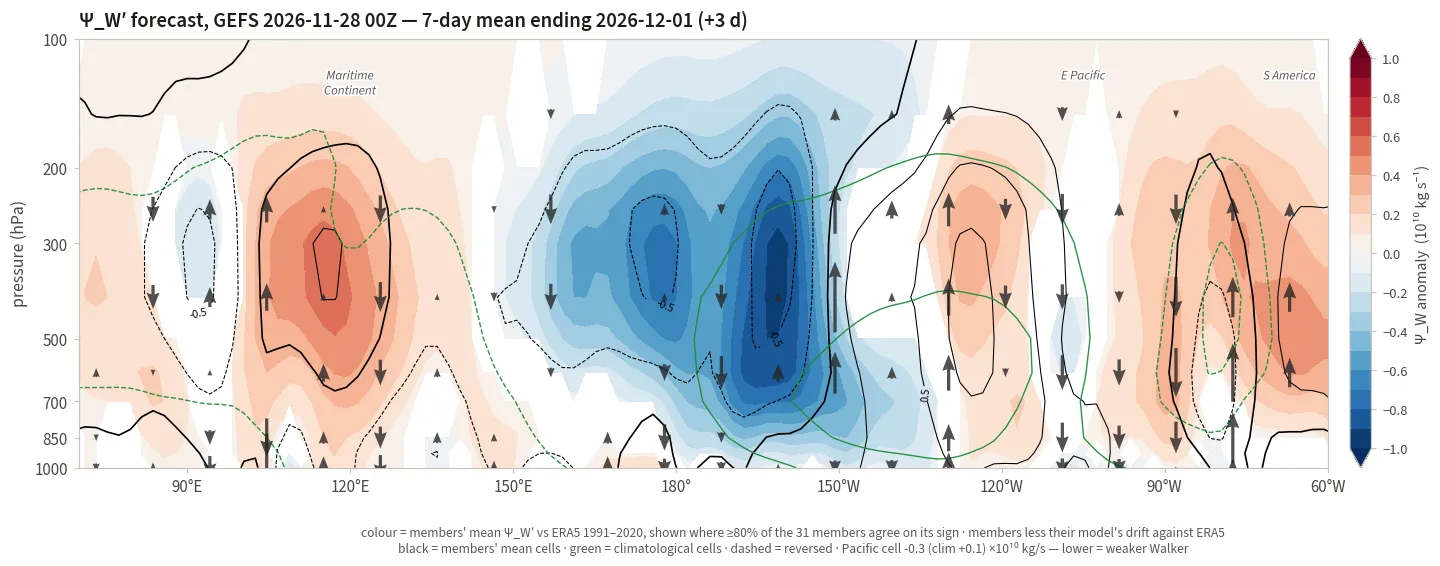 Ψ_W′ forecast, GEFS 2026-11-28 00Z — 7-day mean ending 2026-12-01 (+3 d)
Maritime
Continent
E Pacific
S America
100
200
300
500
700
850
1000
pressure (hPa)
-0.5
-0.5
-0.5
0.5
90°E
120°E
150°E
180°
150°W
120°W
90°W
60°W
1.0
0.8
0.6
0.4
0.2
0.0
−0.2
−0.4
−0.6
−0.8
−1.0
Ψ_W anomaly (10¹⁰ kg s⁻¹)
colour = members' mean Ψ_W′ vs ERA5 1991–2020, shown where ≥80% of the 31 members agree on its sign · members less their model's drift against ERA5
black = members' mean cells · green = climatological cells · dashed = reversed · Pacific cell -0.3 (clim +0.1) ×10¹⁰ kg/s — lower = weaker Walker